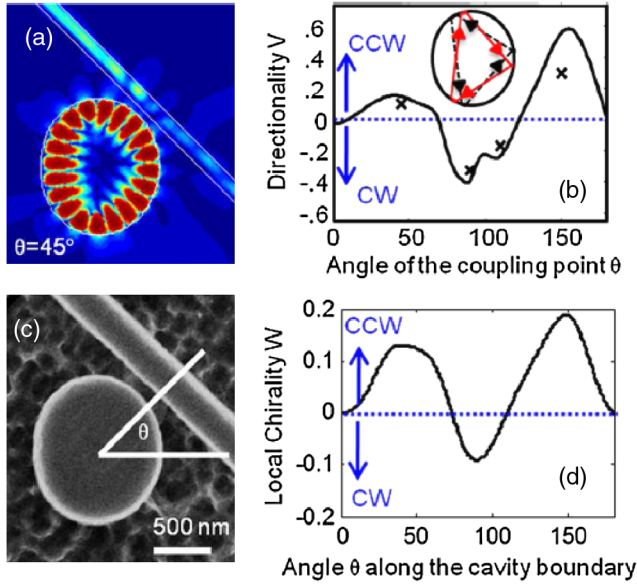 (a)
θ=45°
Directionality V
.6
.4
.2
0
-.2
-.4
-.6
CCW
CW
(b)
0
50
100
150
Angle of the coupling point θ
(c)
θ
500 nm
Local Chirality W
0.2
0.1
0
-0.1
-0.2
CCW
CW
(d)
0
50
100
150
Angle θ along the cavity boundary